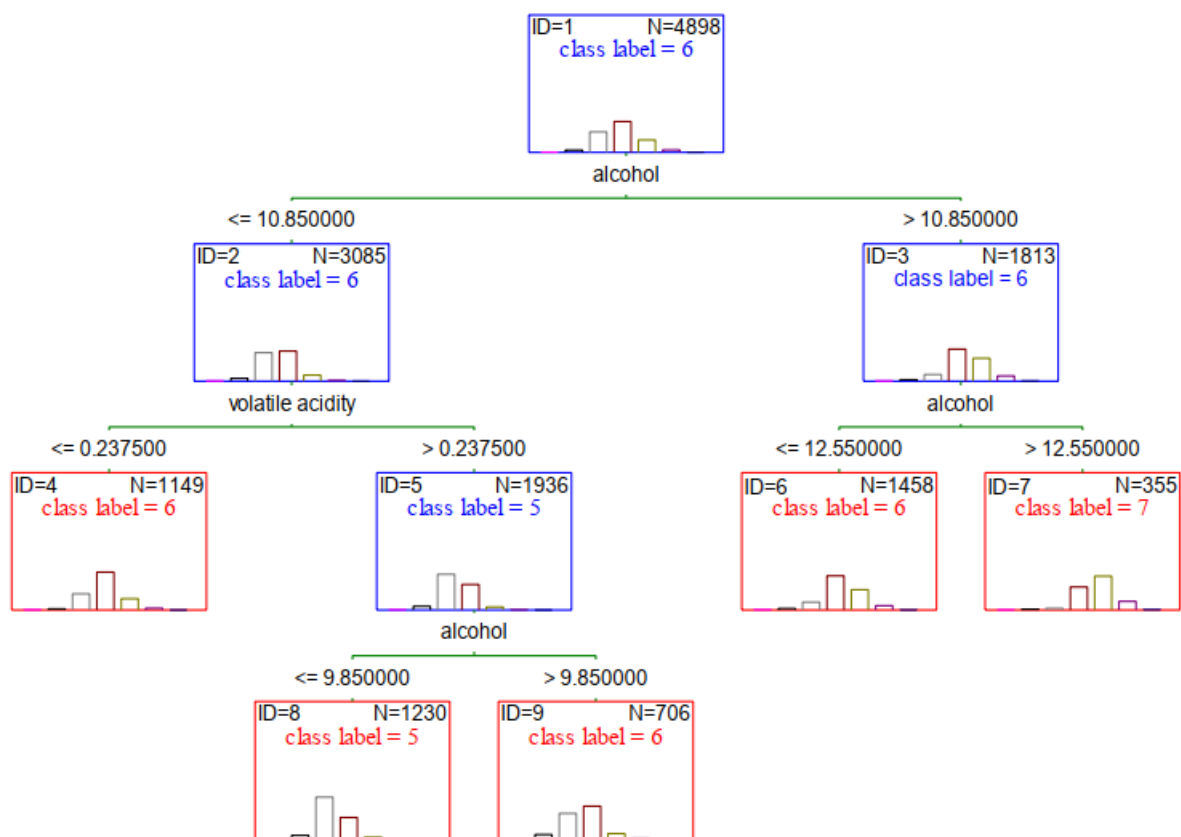 ID=1 N=4898
class label = 6
alcohol
<= 10.850000 > 10.850000
ID=2 N=3085
class label = 6
ID=3 N=1813
class label = 6
volatile acidity
alcohol
<= 0.237500 > 0.237500
<= 12.550000 > 12.550000
ID=4 N=1149
class label = 6
ID=5 N=1936
class label = 5
ID=6 N=1458
class label = 6
ID=7 N=355
class label = 7
alcohol
<= 9.850000 > 9.850000
ID=8 N=1230
class label = 5
ID=9 N=706
class label = 6